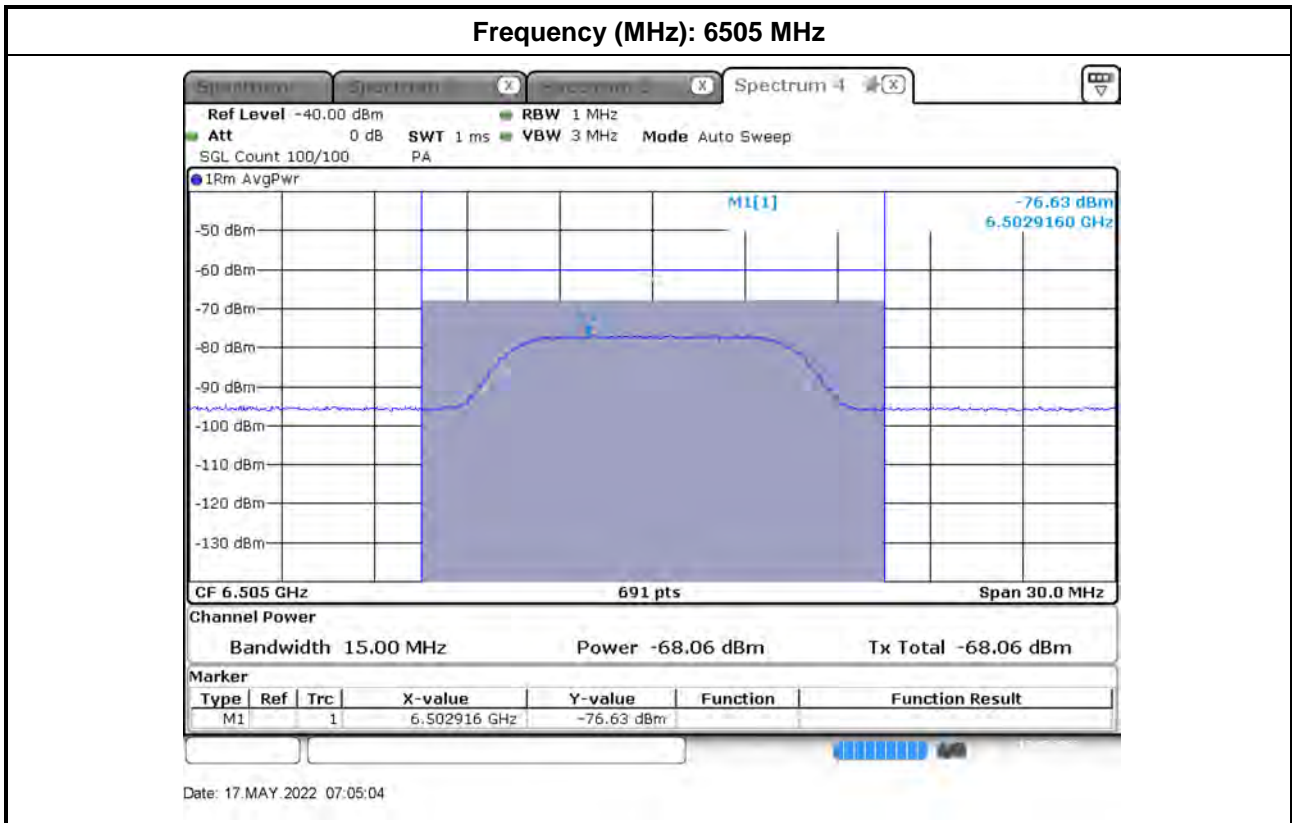 Frequency (MHz): 6505 MHz
Spectrum 4
Ref Level -40.00 dBm RBW 1 MHz
Att 0 dB SWT 1 ms VBW 3 MHz Mode Auto Sweep
SGL Count 100/100 PA
1Rm AvgPwr
M1[1] -76.63 dBm
6.5029160 GHz
-50 dBm
-60 dBm
-70 dBm
-80 dBm
-90 dBm
-100 dBm
-110 dBm
-120 dBm
-130 dBm
CF 6.505 GHz 691 pts Span 30.0 MHz
Channel Power
Bandwidth 15.00 MHz Power -68.06 dBm Tx Total -68.06 dBm
Marker
Type Ref Trc X-value Y-value Function Function Result
M1 1 6.502916 GHz -76.63 dBm
Date: 17.MAY.2022 07:05:04